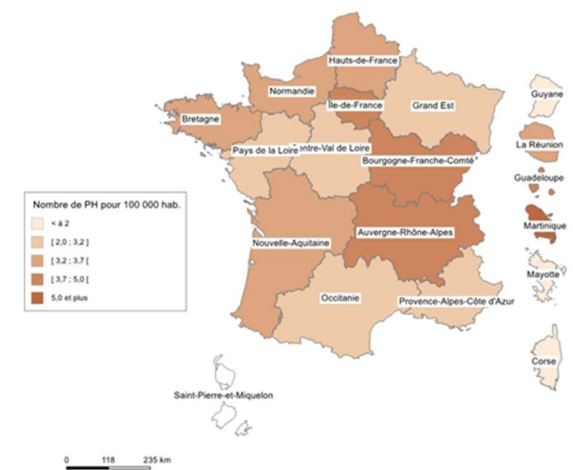 Hauts-de-France
Normandie
Île-de-France
Grand Est
Bretagne
Pays de la Loire
entre-Val de Loire
Bourgogne-Franche-Comté
Nouvelle-Aquitaine
Auvergne-Rhône-Alpes
Occitanie
Provence-Alpes-Côte d'Azur
Guyane
La Réunion
Guadeloupe
Martinique
Mayotte
Corse
Nombre de PH pour 100 000 hab.
< à 2
[ 2,0 ; 3,2 [
[ 3,2 ; 3,7 [
[ 3,7 ; 5,0 [
5,0 et plus
Saint-Pierre-et-Miquelon
0 118 235 km